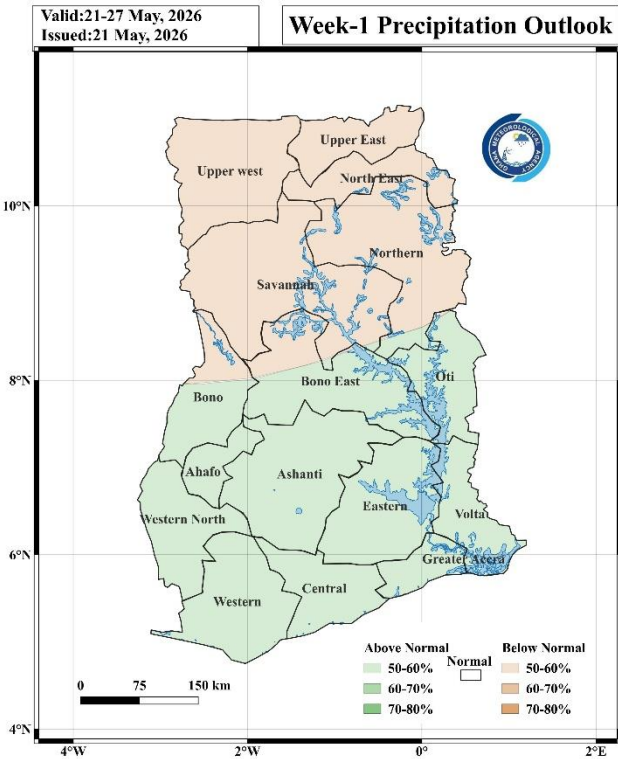 Valid:21-27 May, 2026
Issued:21 May, 2026
Week-1 Precipitation Outlook
GHANA METEOROLOGICAL AGENCY
Upper East
Upper west
North East
10°N
Northern
Savannah
8°N
Bono East
Oti
Bono
Ahafo
Ashanti
Eastern
Volta
Western North
6°N
Greater Accra
Central
Western
Above Normal
Normal
Below Normal
50-60%
50-60%
60-70%
60-70%
70-80%
70-80%
0 75 150 km
4°N
4°W 2°W 0° 2°E